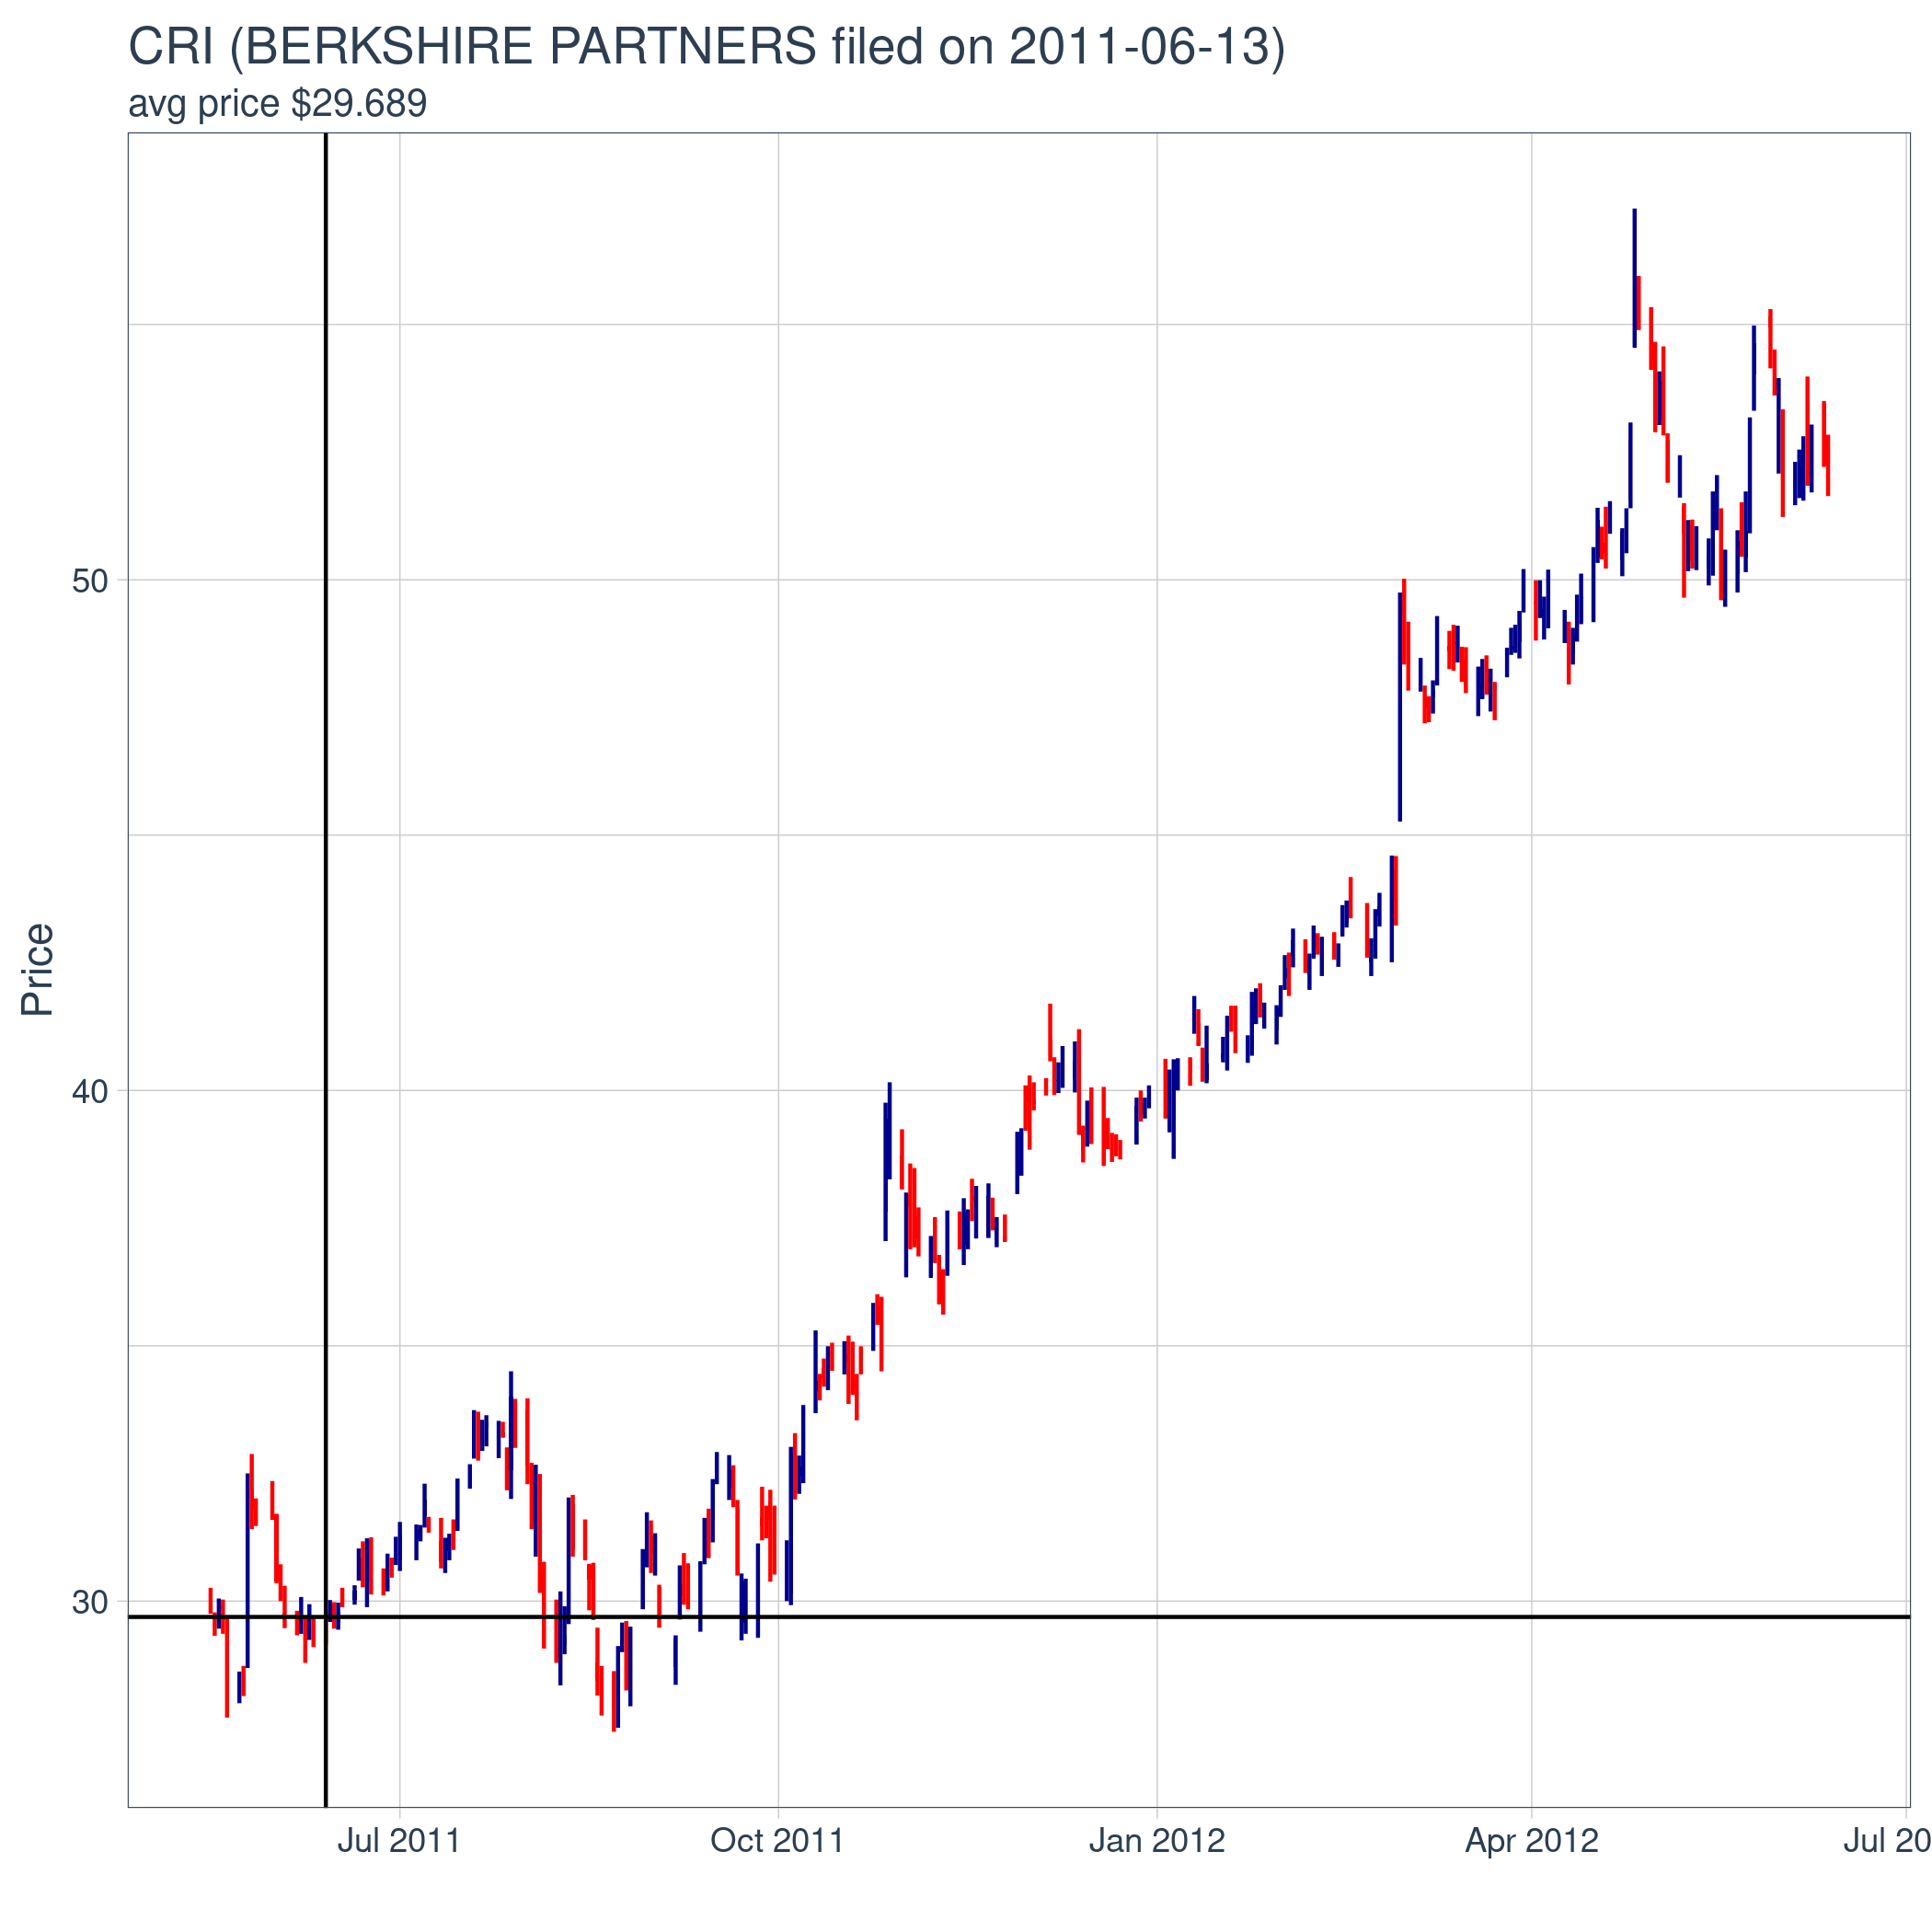 CRI (BERKSHIRE PARTNERS filed on 2011-06-13)
avg price $29.689
Price
50
40
30
Jul 2011 Oct 2011 Jan 2012 Apr 2012 Jul 20